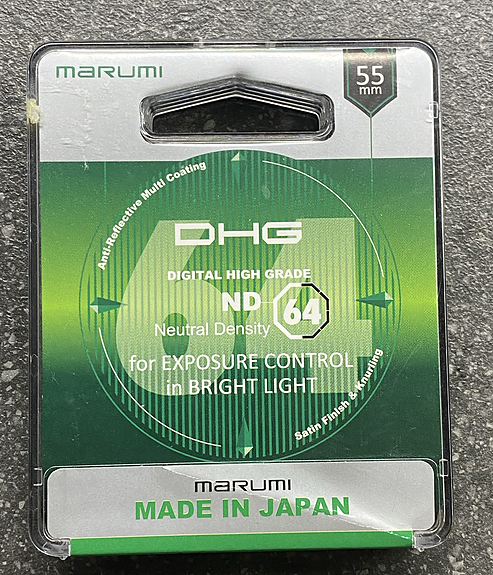 marumi
55
mm
Anti-Reflective Multi Coating
64
DHG
DIGITAL HIGH GRADE
ND 64
Neutral Density
for EXPOSURE CONTROL
in BRIGHT LIGHT
Satin Finish & Knurling
marumi
MADE IN JAPAN